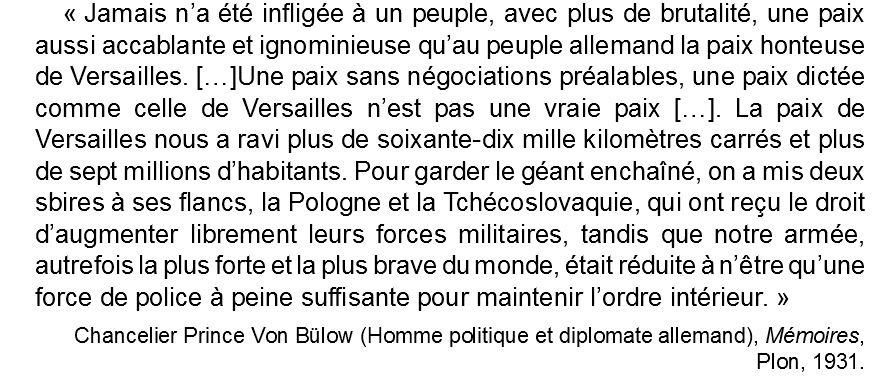 « Jamais n’a été infligée à un peuple, avec plus de brutalité, une paix
aussi accablante et ignominieuse qu’au peuple allemand la paix honteuse
de Versailles. […]Une paix sans négociations préalables, une paix dictée
comme celle de Versailles n’est pas une vraie paix […]. La paix de
Versailles nous a ravi plus de soixante-dix mille kilomètres carrés et plus
de sept millions d’habitants. Pour garder le géant enchaîné, on a mis deux
sbires à ses flancs, la Pologne et la Tchécoslovaquie, qui ont reçu le droit
d’augmenter librement leurs forces militaires, tandis que notre armée,
autrefois la plus forte et la plus brave du monde, était réduite à n’être qu’une
force de police à peine suffisante pour maintenir l’ordre intérieur. »
Chancelier Prince Von Bülow (Homme politique et diplomate allemand), Mémoires,
Plon, 1931.